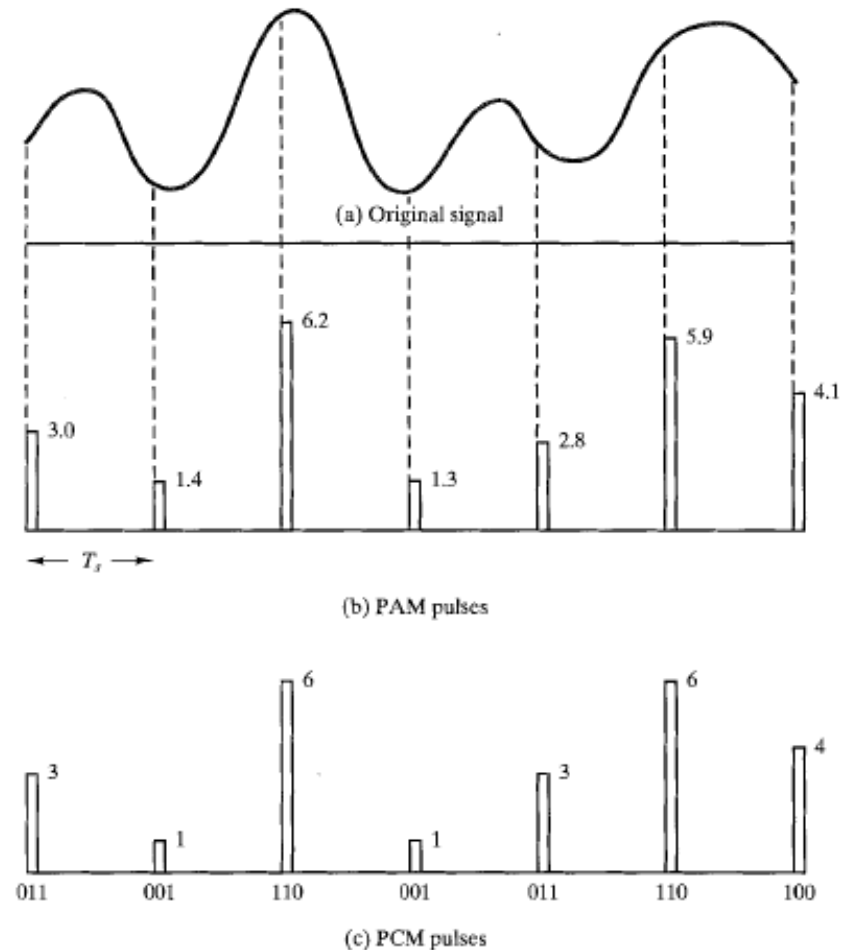 (a) Original signal
6.2
5.9
4.1
3.0
2.8
1.4
1.3
T_s
(b) PAM pulses
6
6
4
3
3
1
1
011 001 110 001 011 110 100
(c) PCM pulses